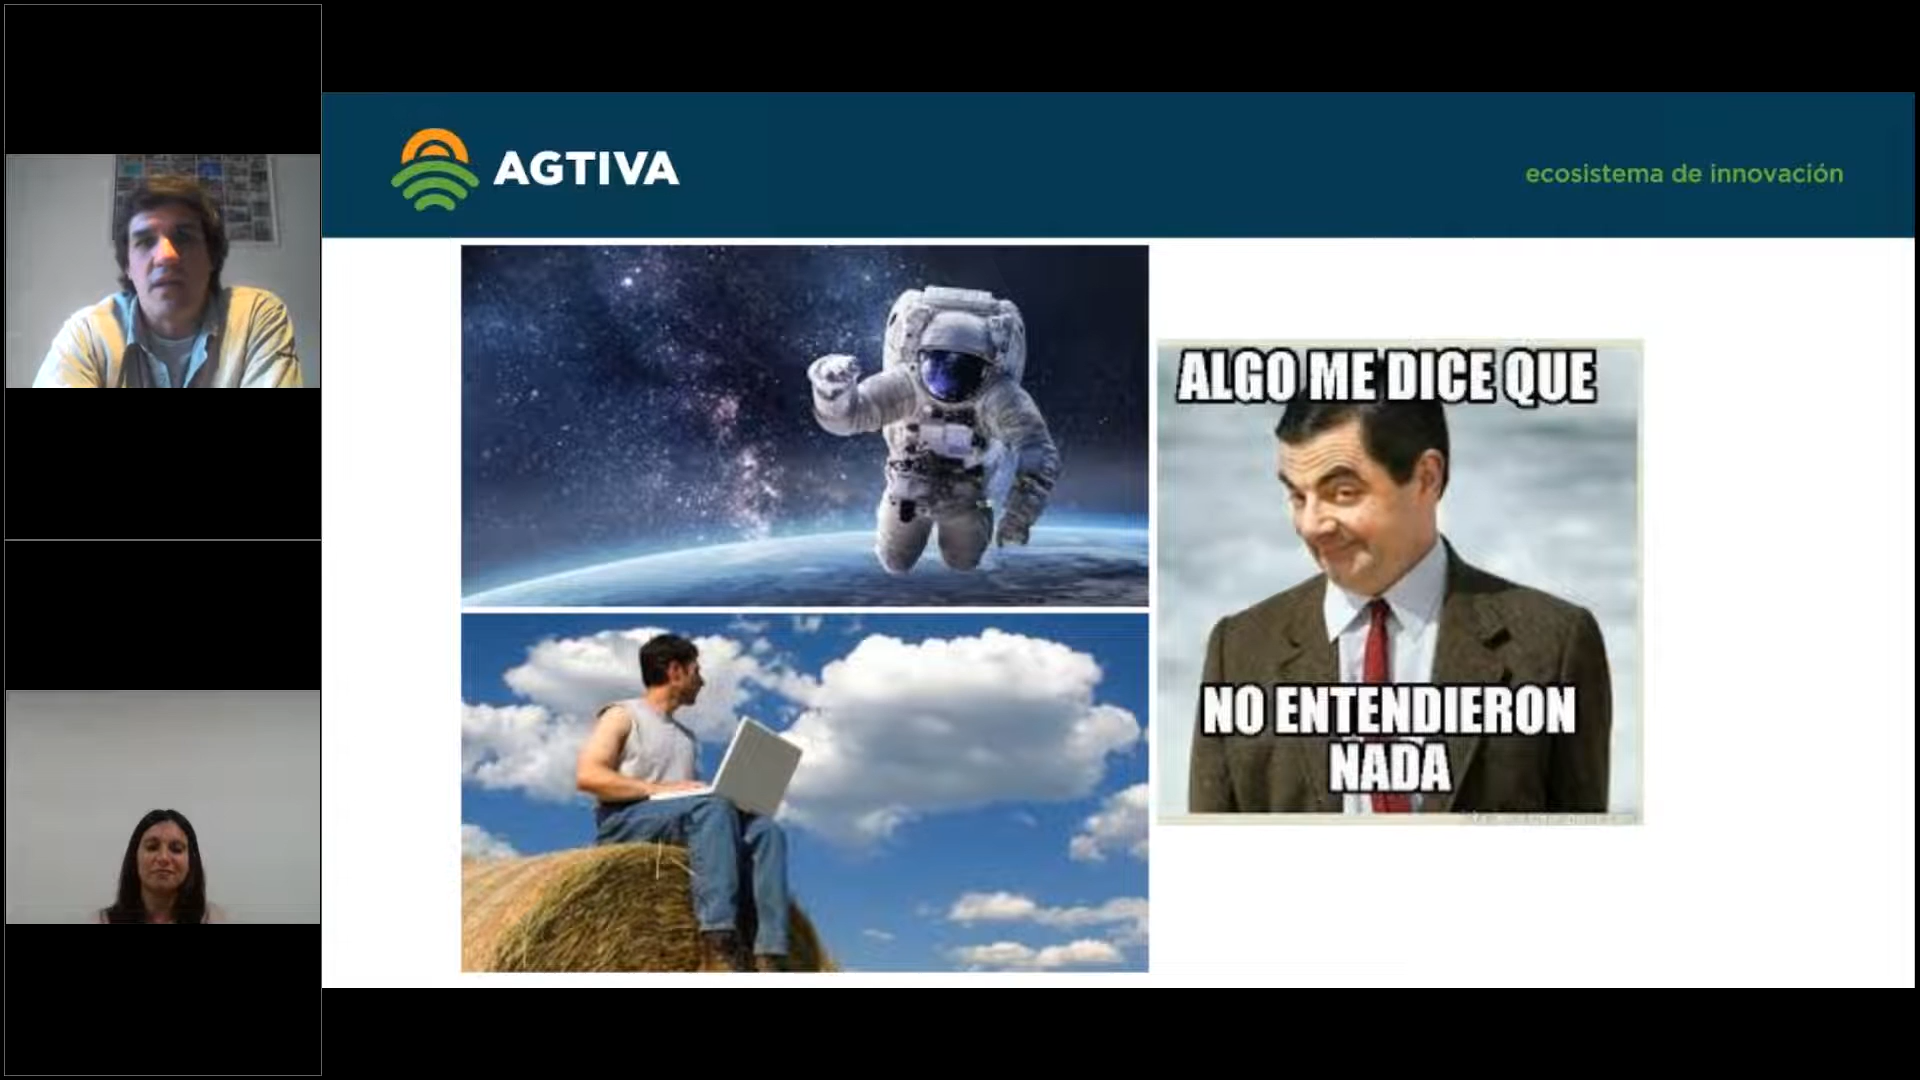 AGTIVA
ecosistema de innovación
ALGO ME DICE QUE
NO ENTENDIERON
NADA